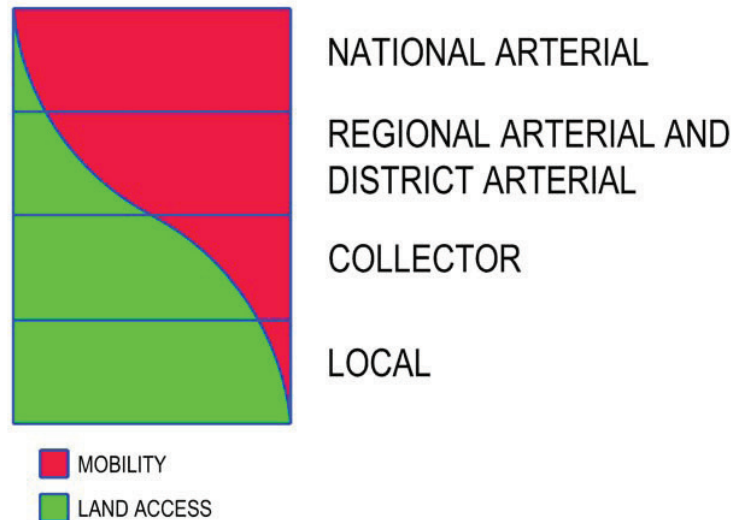 NATIONAL ARTERIAL
REGIONAL ARTERIAL AND
DISTRICT ARTERIAL
COLLECTOR
LOCAL
MOBILITY
LAND ACCESS